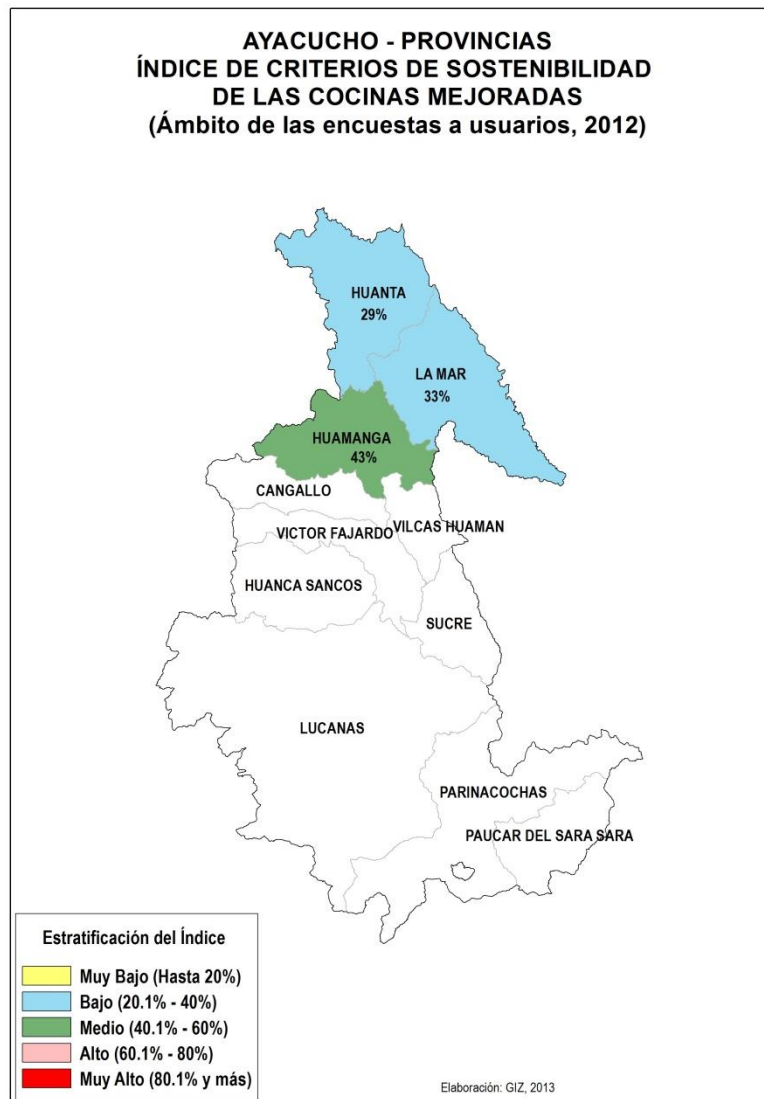 AYACUCHO - PROVINCIAS
ÍNDICE DE CRITERIOS DE SOSTENIBILIDAD
DE LAS COCINAS MEJORADAS
(Ámbito de las encuestas a usuarios, 2012)
HUANTA
29%
LA MAR
33%
HUAMANGA
43%
CANGALLO
VILCAS HUAMAN
VICTOR FAJARDO
HUANCA SANCOS
SUCRE
LUCANAS
PARINACOCHAS
PAUCAR DEL SARA SARA
Estratificación del Índice
Muy Bajo (Hasta 20%)
Bajo (20.1% - 40%)
Medio (40.1% - 60%)
Alto (60.1% - 80%)
Muy Alto (80.1% y más)
Elaboración: GIZ, 2013